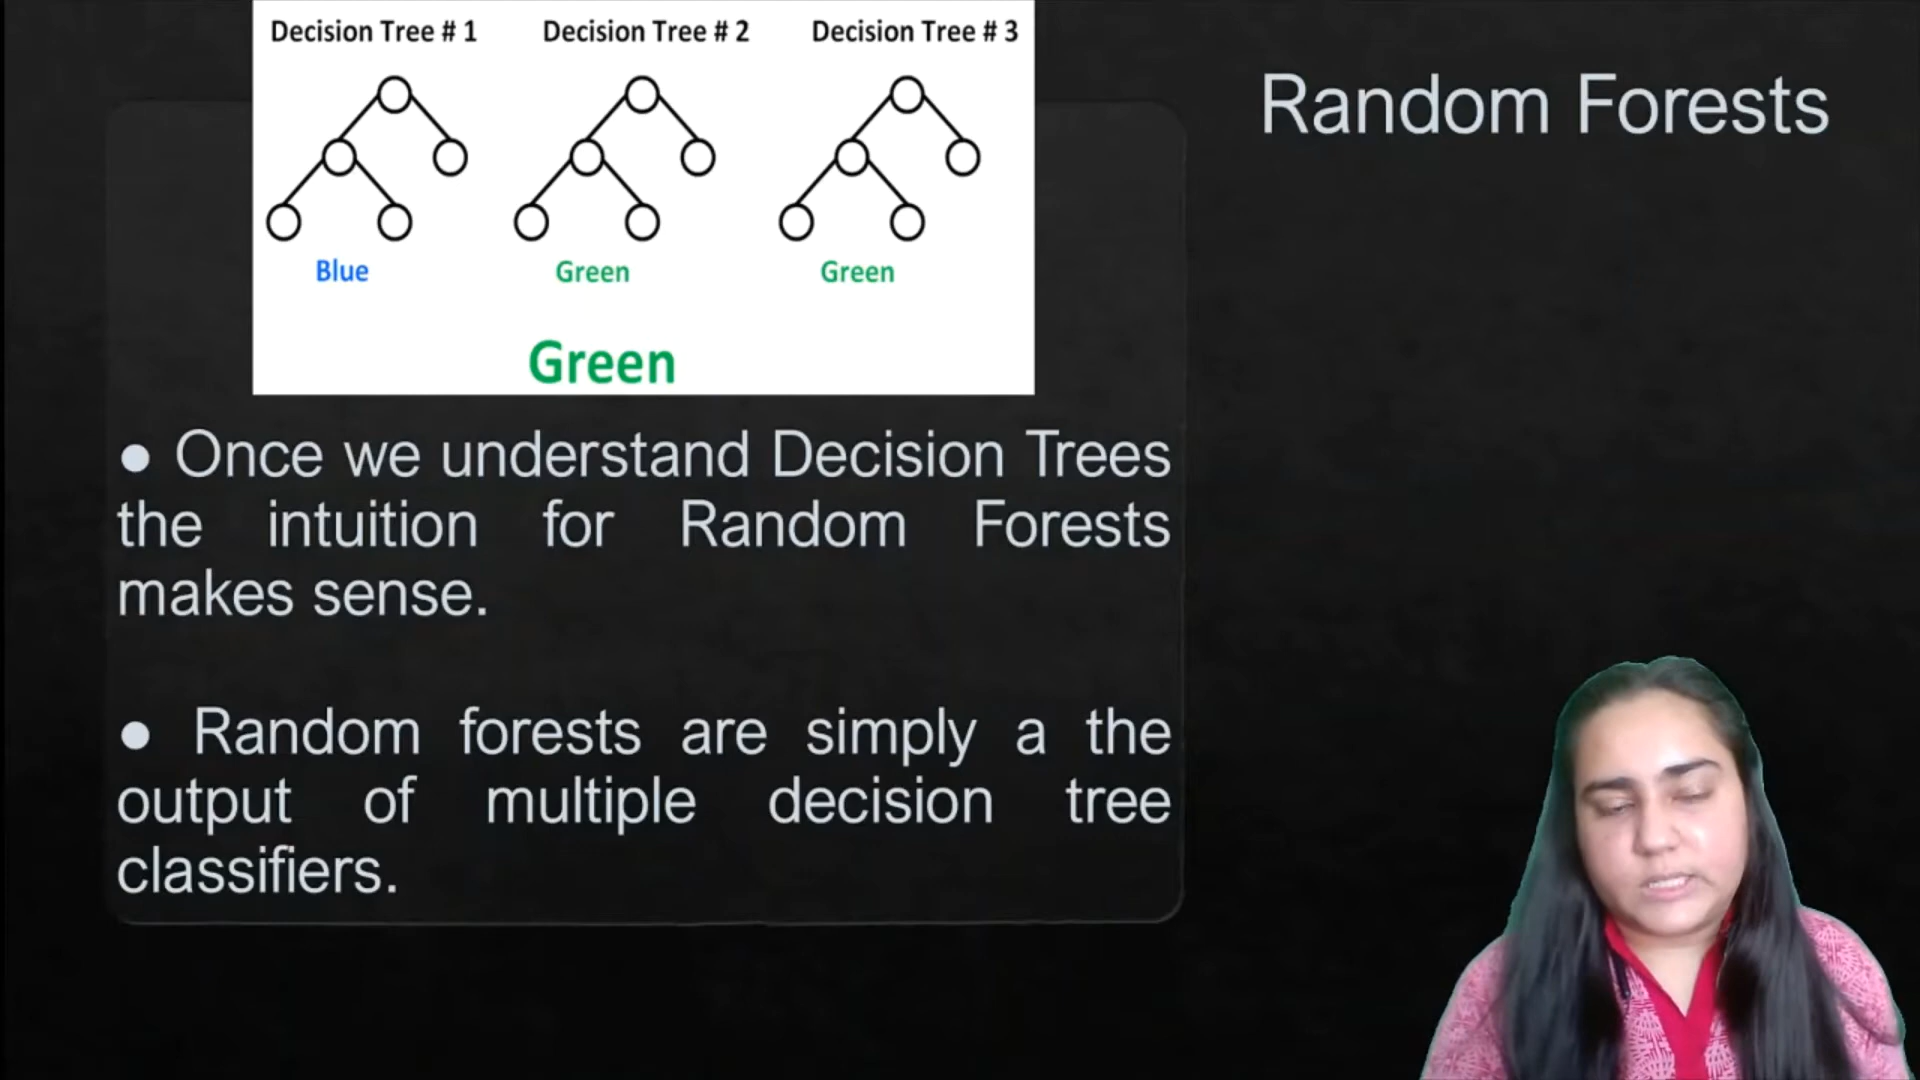 Decision Tree # 1 Decision Tree # 2 Decision Tree # 3
Blue Green Green
Green
Random Forests
● Once we understand Decision Trees
the intuition for Random Forests
makes sense.
● Random forests are simply a the
output of multiple decision tree
classifiers.